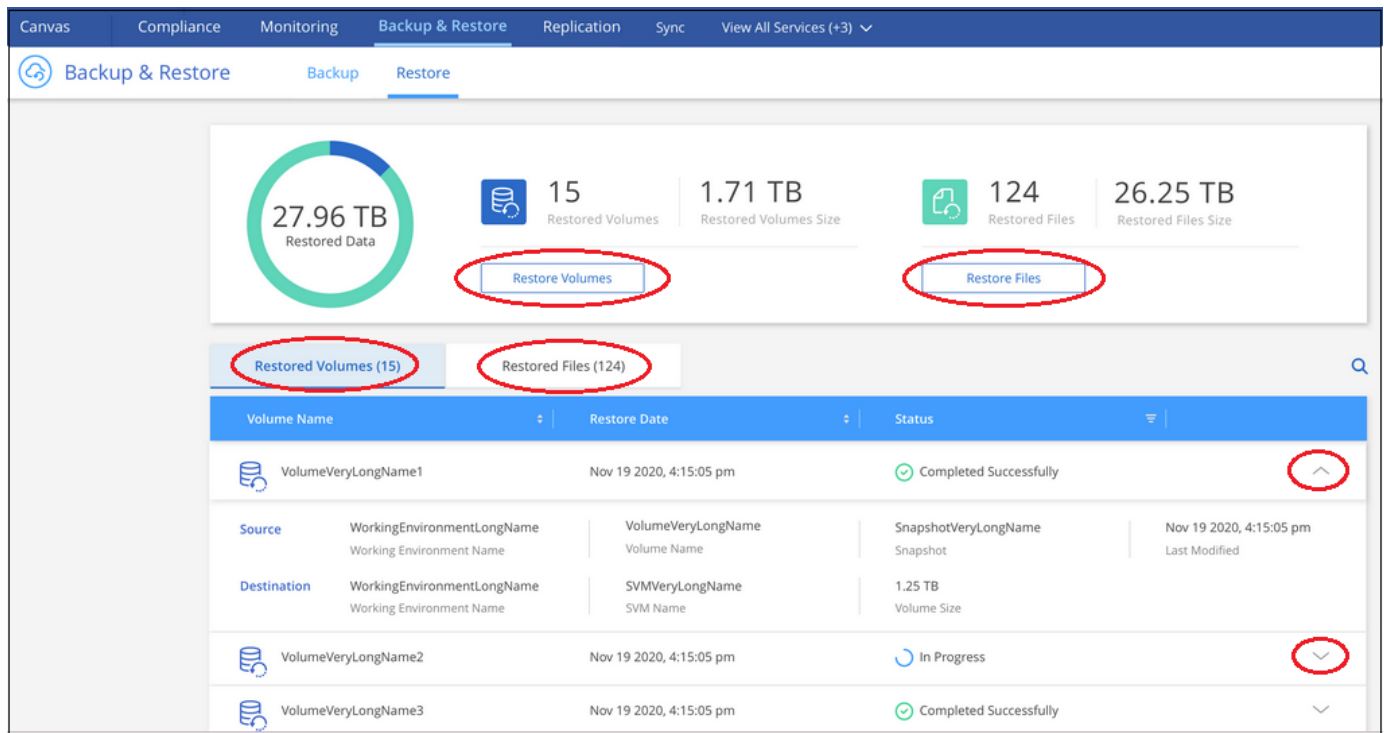 Canvas Compliance Monitoring Backup & Restore Replication Sync View All Services (+3)
Backup & Restore Backup Restore
27.96 TB
Restored Data
15 1.71 TB
Restored Volumes Restored Volumes Size
124 26.25 TB
Restored Files Restored Files Size
Restore Volumes Restore Files
Restored Volumes (15) Restored Files (124)
Volume Name Restore Date Status
VolumeVeryLongName1 Nov 19 2020, 4:15:05 pm Completed Successfully
Source WorkingEnvironmentLongName VolumeVeryLongName SnapshotVeryLongName Nov 19 2020, 4:15:05 pm
Working Environment Name Volume Name Snapshot Last Modified
Destination WorkingEnvironmentLongName SVMVeryLongName 1.25 TB
Working Environment Name SVM Name Volume Size
VolumeVeryLongName2 Nov 19 2020, 4:15:05 pm In Progress
VolumeVeryLongName3 Nov 19 2020, 4:15:05 pm Completed Successfully